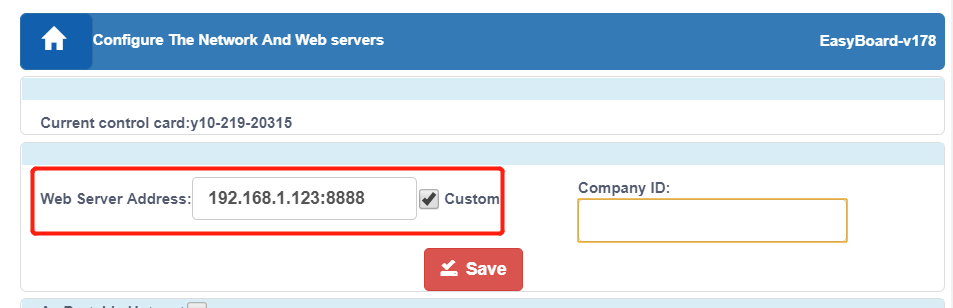 Configure The Network And Web servers
EasyBoard-v178
Current control card:y10-219-20315
Web Server Address: 192.168.1.123:8888 Custom
Company ID:
Save